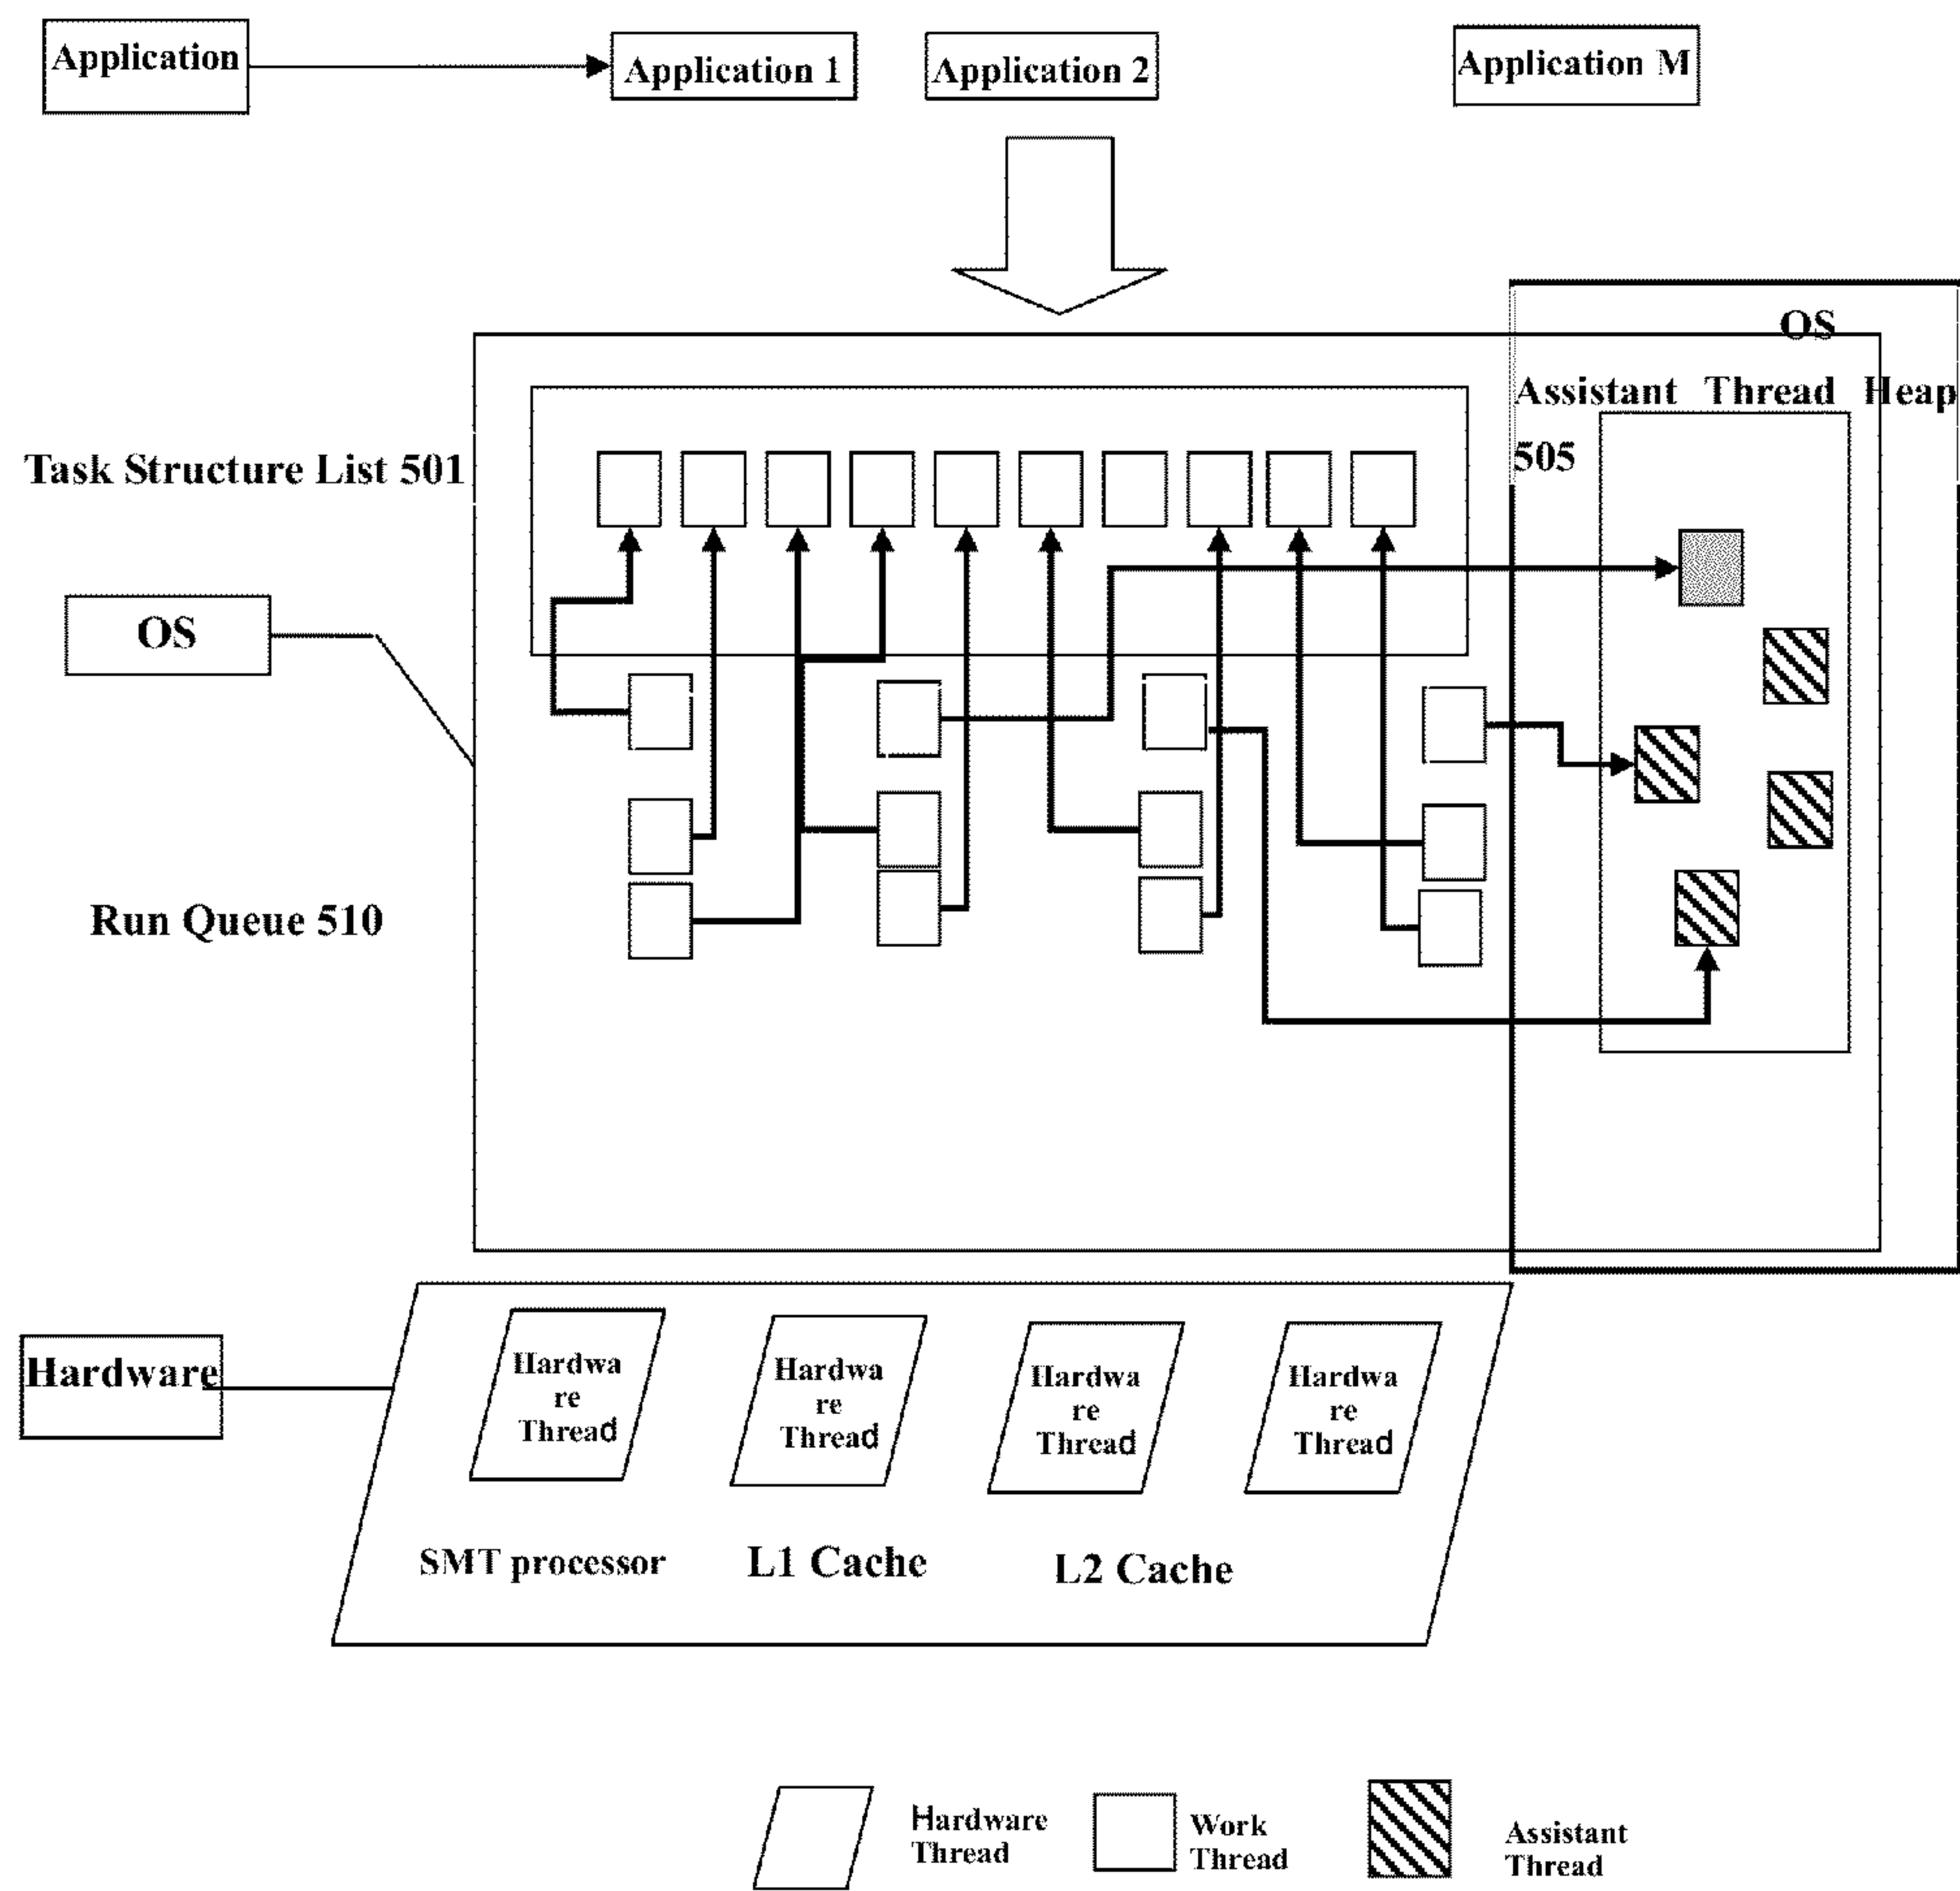 Application
Application 1
Application 2
Application M
OS
Assistant Thread Heap
505
Task Structure List 501
OS
Run Queue 510
Hardware
Hardwa
re
Thread
Hardwa
re
Thread
Hardwa
re
Thread
Hardwa
re
Thread
SMT processor
L1 Cache
L2 Cache
Hardware
Thread
Work
Thread
Assistant
Thread